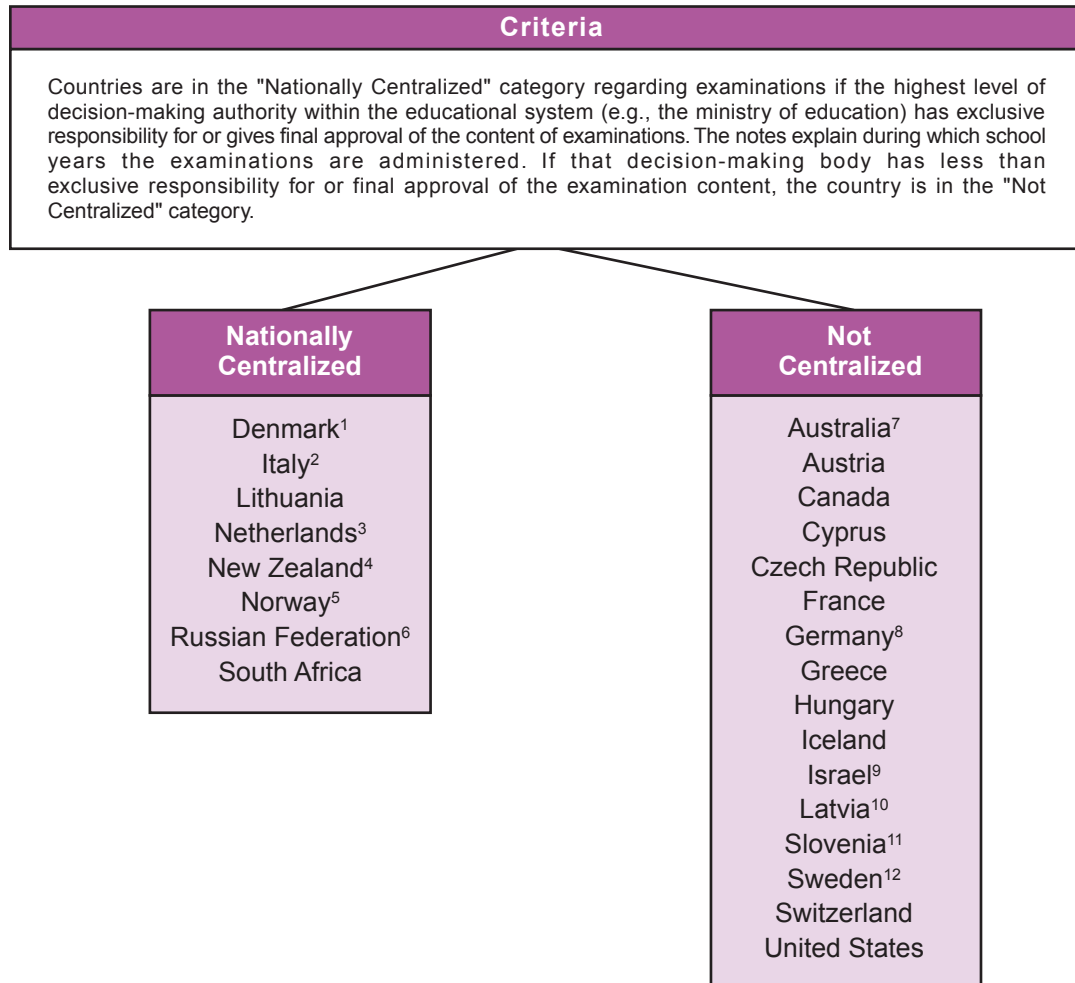 Criteria
Countries are in the "Nationally Centralized" category regarding examinations if the highest level of
decision-making authority within the educational system (e.g., the ministry of education) has exclusive
responsibility for or gives final approval of the content of examinations. The notes explain during which school
years the examinations are administered. If that decision-making body has less than
exclusive responsibility for or final approval of the examination content, the country is in the "Not
Centralized" category.
Nationally
Centralized
Denmark¹
Italy²
Lithuania
Netherlands³
New Zealand⁴
Norway⁵
Russian Federation⁶
South Africa
Not
Centralized
Australia⁷
Austria
Canada
Cyprus
Czech Republic
France
Germany⁸
Greece
Hungary
Iceland
Israel⁹
Latvia¹⁰
Slovenia¹¹
Sweden¹²
Switzerland
United States